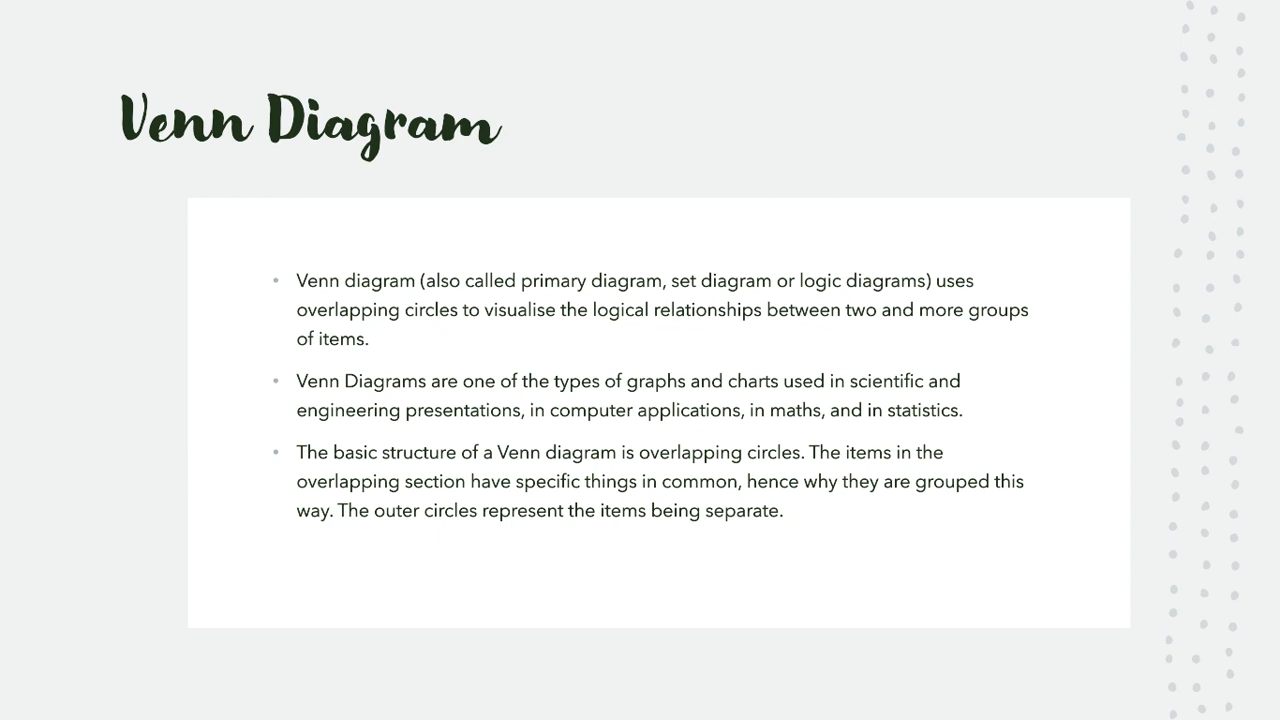 Venn Diagram
• Venn diagram (also called primary diagram, set diagram or logic diagrams) uses
overlapping circles to visualise the logical relationships between two and more groups
of items.
• Venn Diagrams are one of the types of graphs and charts used in scientific and
engineering presentations, in computer applications, in maths, and in statistics.
• The basic structure of a Venn diagram is overlapping circles. The items in the
overlapping section have specific things in common, hence why they are grouped this
way. The outer circles represent the items being separate.